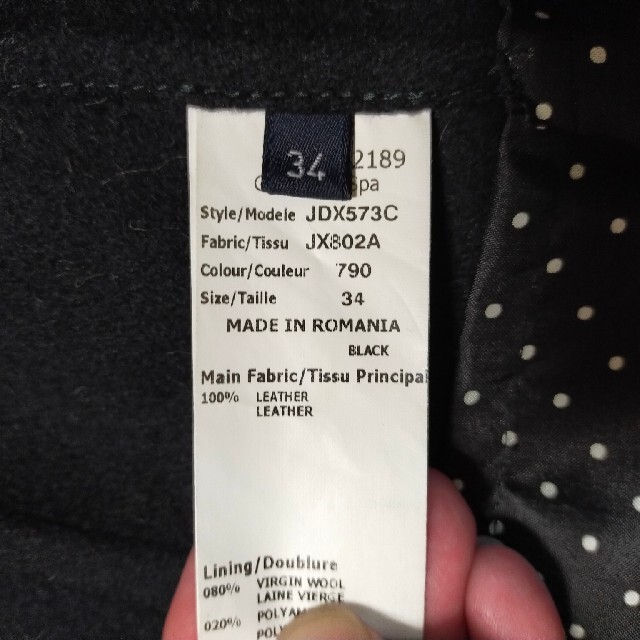 34
2189
Style/Modele JDX573C
Fabric/Tissu JX802A
Colour/Couleur 790
Size/Taille 34
MADE IN ROMANIA
BLACK
Main Fabric/Tissu Principal
100% LEATHER
LEATHER
Lining/Doublure
080% VIRGIN WOOL
LAINE VIERGE
020%